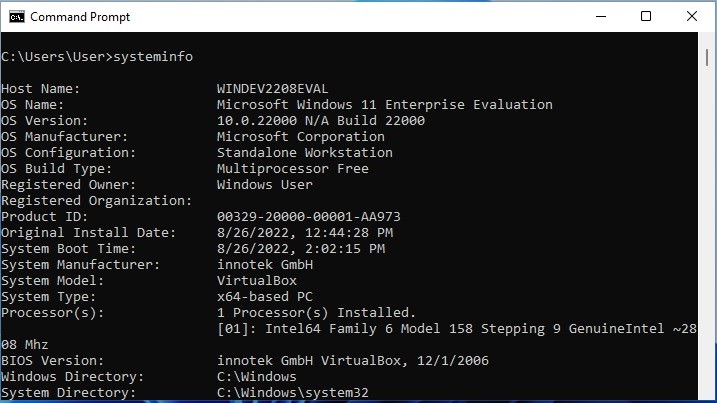 Command Prompt
C:\Users\User>systeminfo
Host Name: WINDEV2208EVAL
OS Name: Microsoft Windows 11 Enterprise Evaluation
OS Version: 10.0.22000 N/A Build 22000
OS Manufacturer: Microsoft Corporation
OS Configuration: Standalone Workstation
OS Build Type: Multiprocessor Free
Registered Owner: Windows User
Registered Organization:
Product ID: 00329-20000-00001-AA973
Original Install Date: 8/26/2022, 12:44:28 PM
System Boot Time: 8/26/2022, 2:02:15 PM
System Manufacturer: innotek GmbH
System Model: VirtualBox
System Type: x64-based PC
Processor(s): 1 Processor(s) Installed.
[01]: Intel64 Family 6 Model 158 Stepping 9 GenuineIntel ~28
08 Mhz
BIOS Version: innotek GmbH VirtualBox, 12/1/2006
Windows Directory: C:\Windows
System Directory: C:\Windows\system32